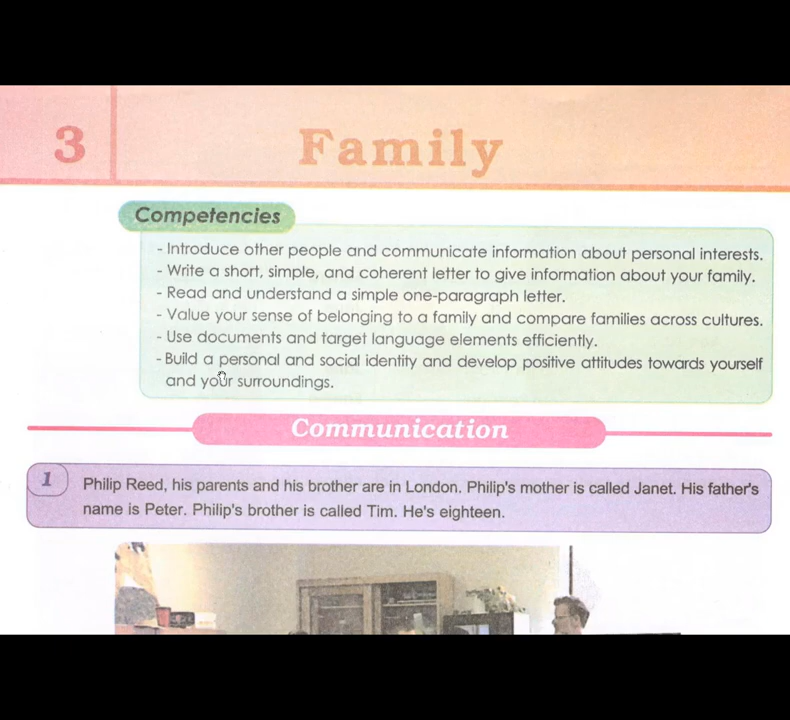 3
Family
Competencies
- Introduce other people and communicate information about personal interests.
- Write a short, simple, and coherent letter to give information about your family.
- Read and understand a simple one-paragraph letter.
- Value your sense of belonging to a family and compare families across cultures.
- Use documents and target language elements efficiently.
- Build a personal and social identity and develop positive attitudes towards yourself
and your surroundings.
Communication
1
Philip Reed, his parents and his brother are in London. Philip's mother is called Janet. His father's
name is Peter. Philip's brother is called Tim. He's eighteen.